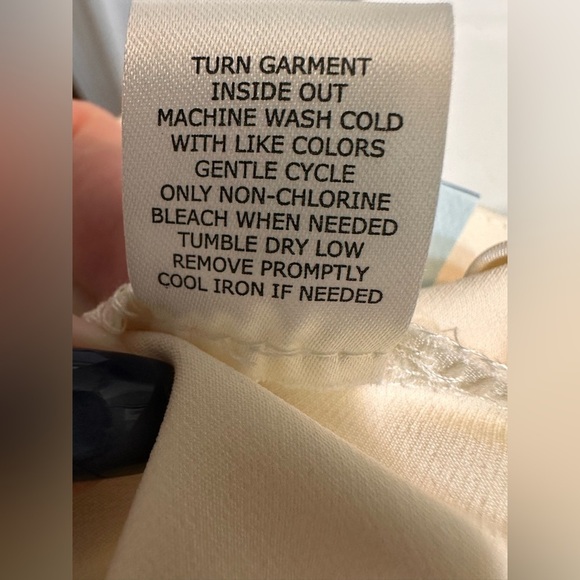 TURN GARMENT
INSIDE OUT
MACHINE WASH COLD
WITH LIKE COLORS
GENTLE CYCLE
ONLY NON-CHLORINE
BLEACH WHEN NEEDED
TUMBLE DRY LOW
REMOVE PROMPTLY
COOL IRON IF NEEDED